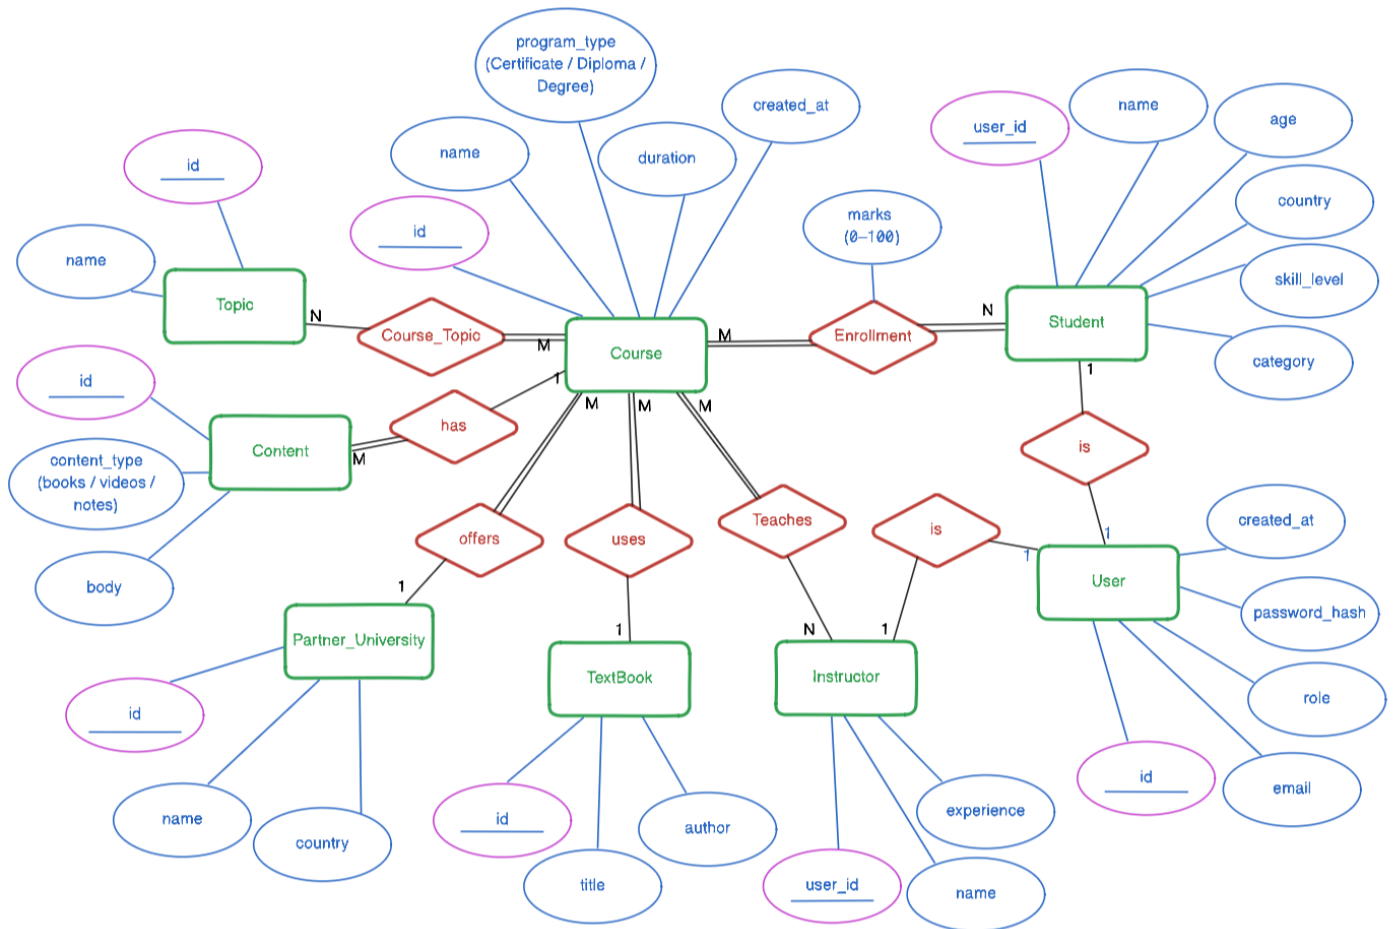 program_type
(Certificate / Diploma /
Degree)
created_at
name
duration
id
id
name
Topic
N
Course_Topic
M
Course
M
marks
(0–100)
Enrollment
N
user_id
name
age
country
skill_level
category
Student
1
is
1
id
content_type
(books / videos /
notes)
body
Content
M
has
1
M
M
M
offers
1
uses
1
Teaches
N
is
1
1
Partner_University
id
name
country
TextBook
id
title
author
Instructor
user_id
name
experience
User
created_at
password_hash
role
email
id